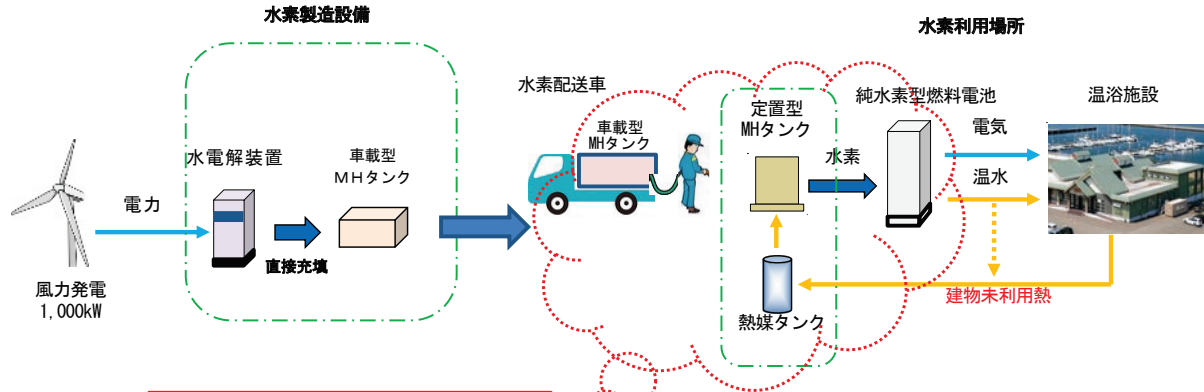 水素製造設備
水素利用場所
水素配送車
車載型
MHタンク
定置型
MHタンク
純水素型燃料電池
温浴施設
電気
水素
温水
水電解装置
車載型
MHタンク
電力
直接充填
風力発電
1,000kW
熱媒タンク
建物未利用熱